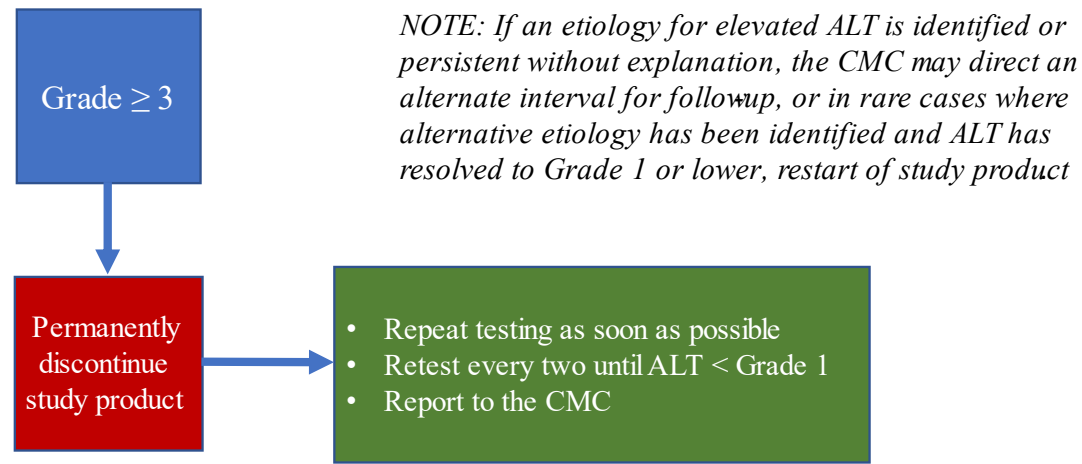 Grade ≥ 3
NOTE: If an etiology for elevated ALT is identified or
persistent without explanation, the CMC may direct an
alternate interval for followup, or in rare cases where
alternative etiology has been identified and ALT has
resolved to Grade 1 or lower, restart of study product.
Permanently
discontinue
study product
• Repeat testing as soon as possible
• Retest every two until ALT < Grade 1
• Report to the CMC